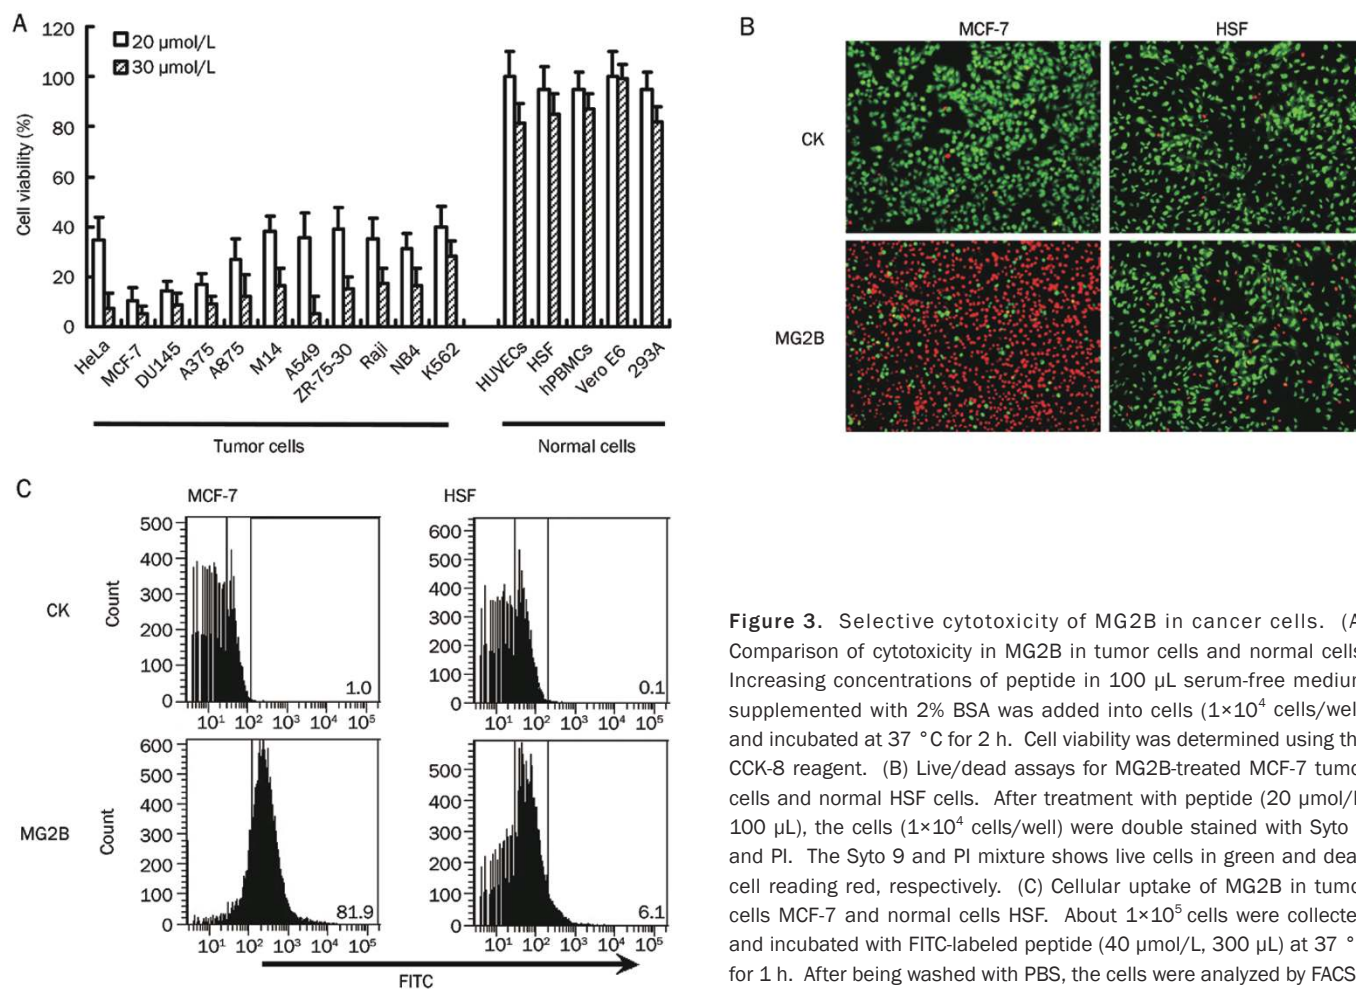 A
120
100
80
60
40
20
0
Cell viability (%)
20 µmol/L
30 µmol/L
HeLa
MCF-7
DU145
A375
A875
M14
A549
ZR-75-30
Raji
NB4
K562
HUVECs
HSF
hPBMCs
Vero E6
293A
Tumor cells
Normal cells
B
MCF-7
HSF
CK
MG2B
C
MCF-7
HSF
CK
Count
500
400
300
200
100
0
1.0
10¹ 10² 10³ 10⁴ 10⁵
600
500
400
300
200
100
0
0.1
10¹ 10² 10³ 10⁴ 10⁵
MG2B
Count
600
500
400
300
200
100
0
81.9
10¹ 10² 10³ 10⁴ 10⁵
500
400
300
200
100
0
6.1
10¹ 10² 10³ 10⁴ 10⁵
FITC
Figure 3. Selective cytotoxicity of MG2B in cancer cells. (A
Comparison of cytotoxicity in MG2B in tumor cells and normal cells
Increasing concentrations of peptide in 100 µL serum-free medium
supplemented with 2% BSA was added into cells (1×10⁴ cells/well
and incubated at 37 °C for 2 h. Cell viability was determined using th
CCK-8 reagent. (B) Live/dead assays for MG2B-treated MCF-7 tumo
cells and normal HSF cells. After treatment with peptide (20 µmol/
100 µL), the cells (1×10⁴ cells/well) were double stained with Syto
and PI. The Syto 9 and PI mixture shows live cells in green and dea
cell reading red, respectively. (C) Cellular uptake of MG2B in tumo
cells MCF-7 and normal cells HSF. About 1×10⁵ cells were collecte
and incubated with FITC-labeled peptide (40 µmol/L, 300 µL) at 37 °
for 1 h. After being washed with PBS, the cells were analyzed by FACS